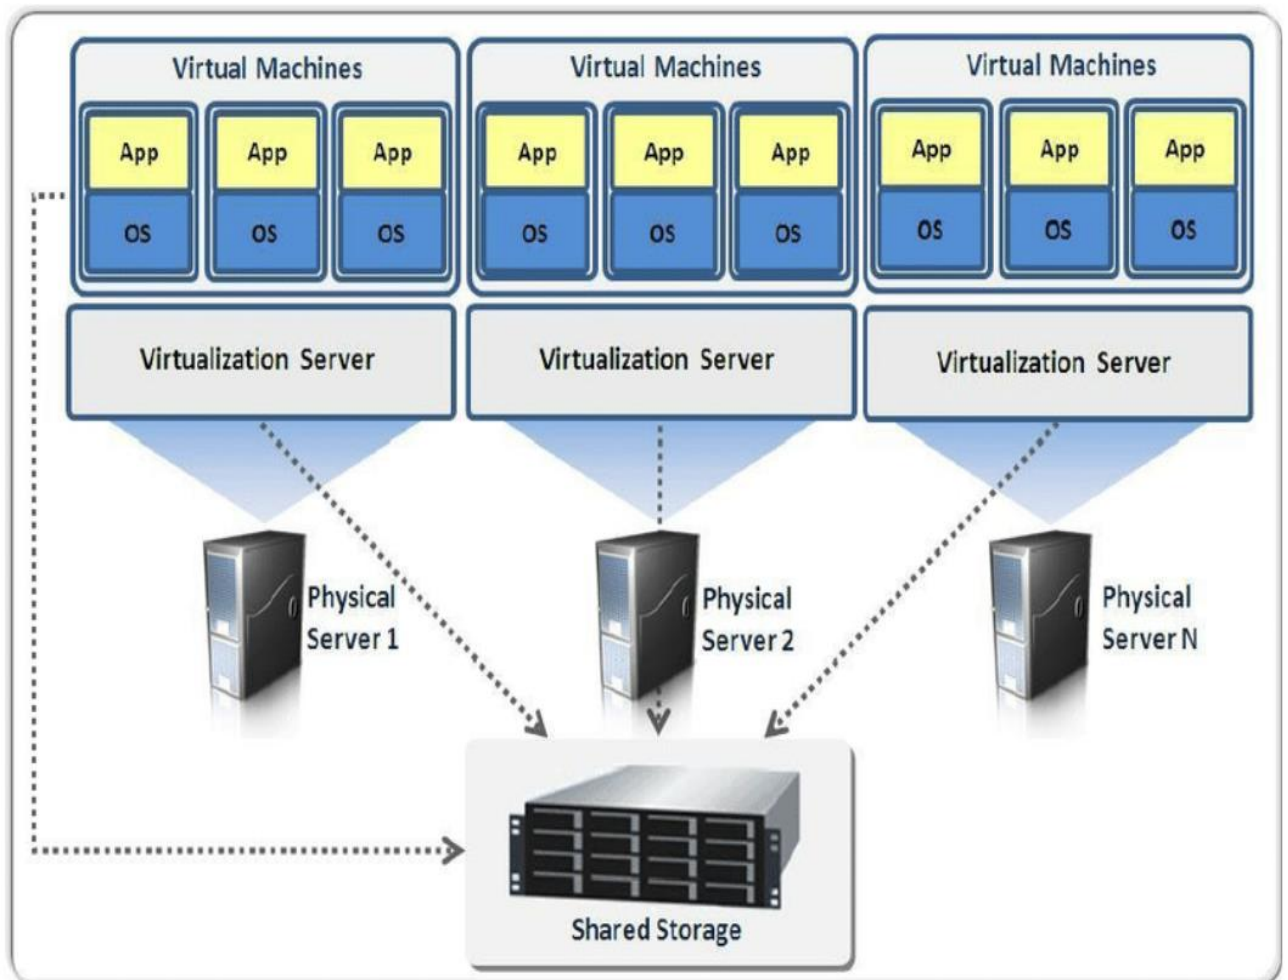 Virtual Machines
Virtual Machines
Virtual Machines
App App App
App App App
App App App
OS OS OS
OS OS OS
OS OS OS
Virtualization Server
Virtualization Server
Virtualization Server
Physical
Server 1
Physical
Server 2
Physical
Server N
Shared Storage